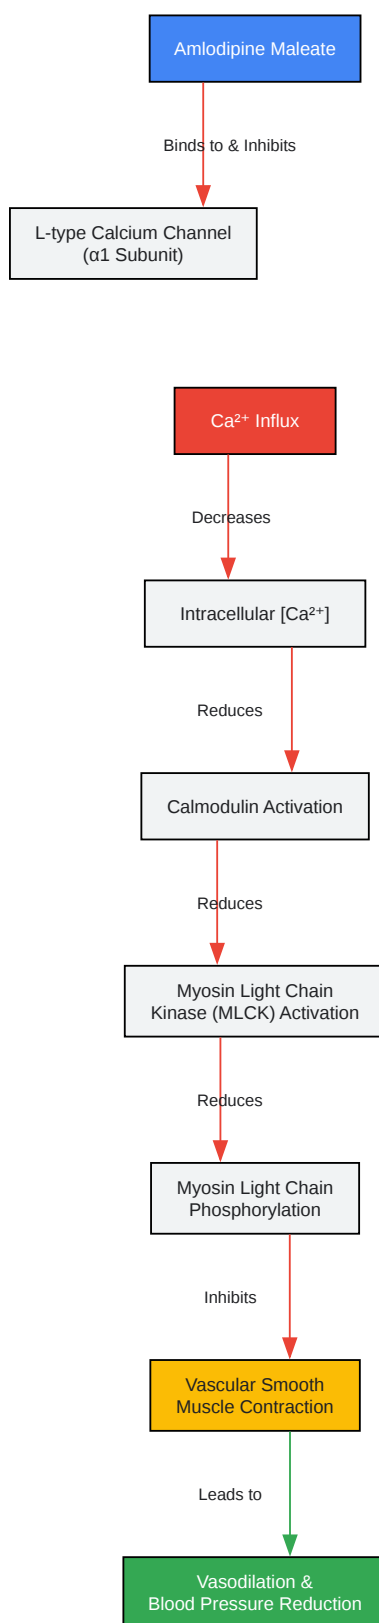 Amlodipine Maleate
Binds to & Inhibits
L-type Calcium Channel
(α1 Subunit)
Ca²⁺ Influx
Decreases
Intracellular [Ca²⁺]
Reduces
Calmodulin Activation
Reduces
Myosin Light Chain
Kinase (MLCK) Activation
Reduces
Myosin Light Chain
Phosphorylation
Inhibits
Vascular Smooth
Muscle Contraction
Leads to
Vasodilation &
Blood Pressure Reduction